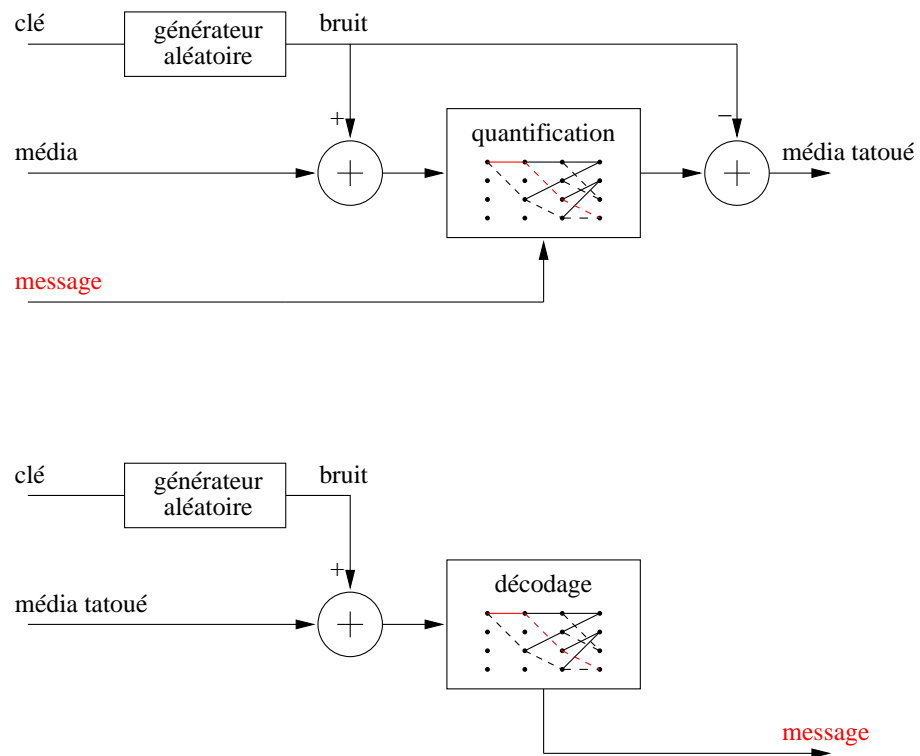 clé
générateur
aléatoire
bruit
+
−
média
+
quantification
+
média tatoué
message
clé
générateur
aléatoire
bruit
+
média tatoué
+
décodage
message